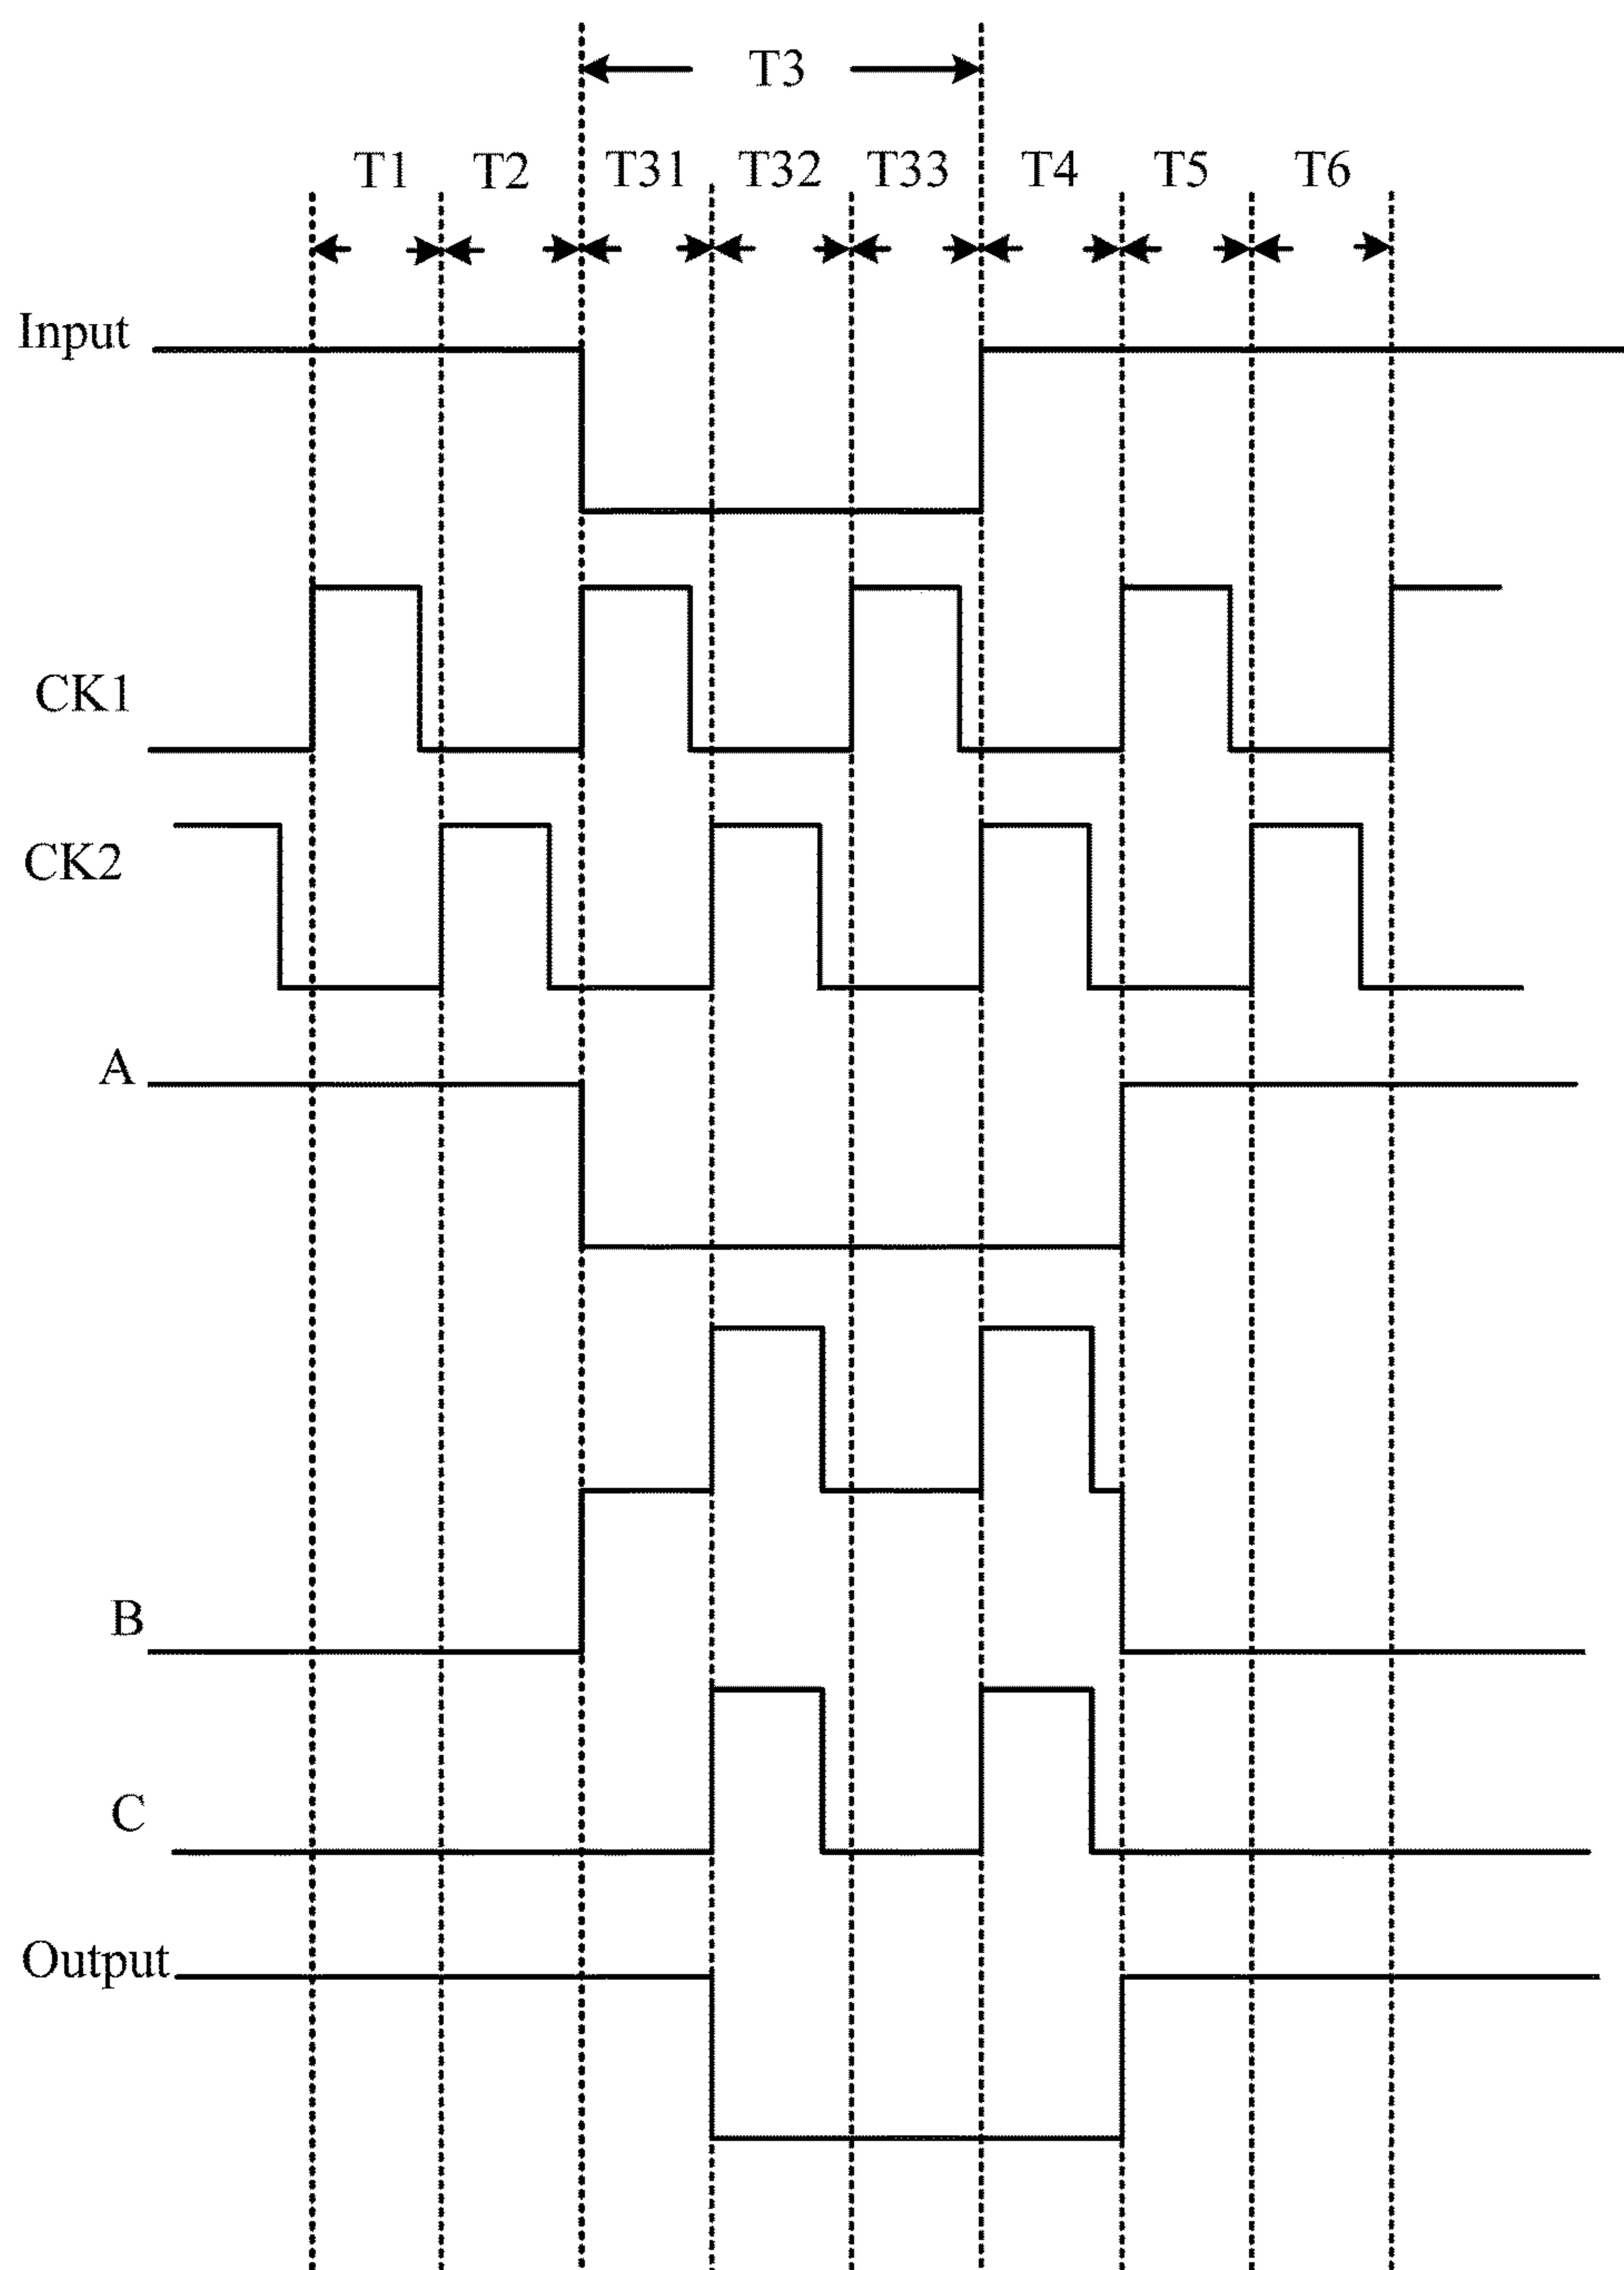 T3
T1 T2 T31 T32 T33 T4 T5 T6
Input
CK1
CK2
A
B
C
Output